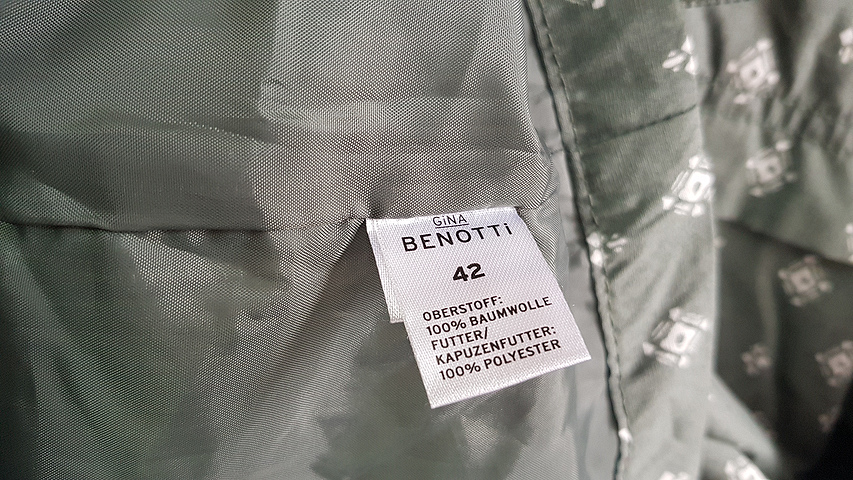 GiNA
BENOTTi
42
OBERSTOFF:
100% BAUMWOLLE
FUTTER/
KAPUZENFUTTER:
100% POLYESTER